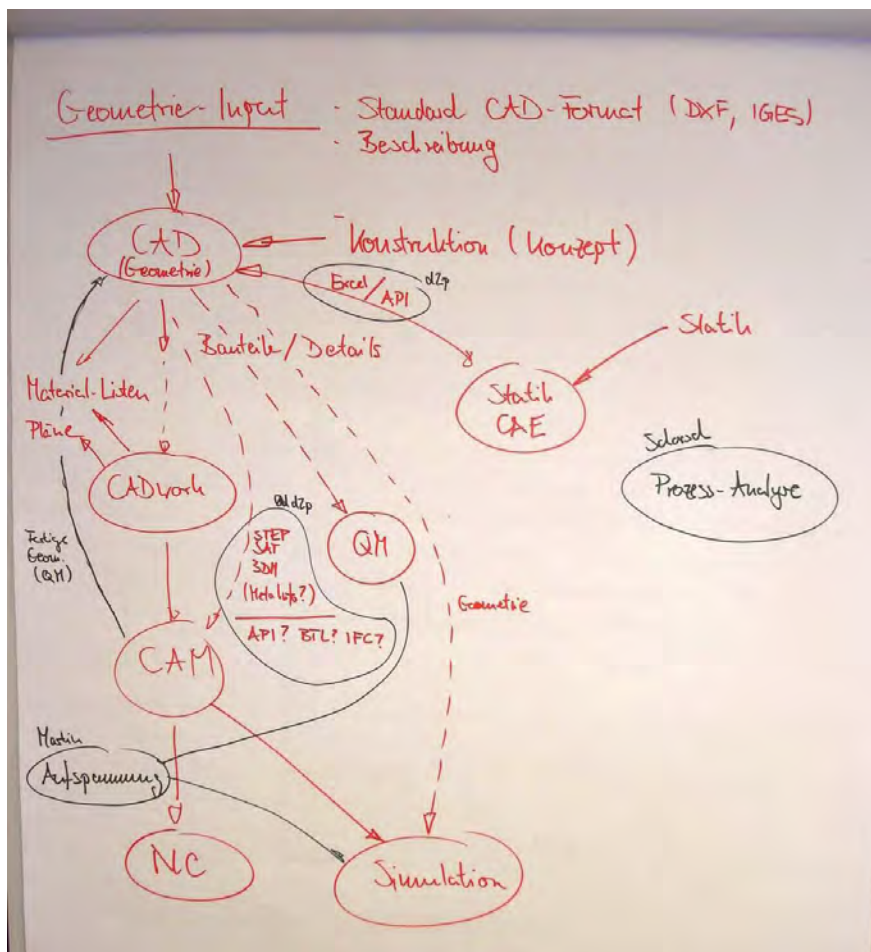 Geometrie-Input - Standard CAD-Format (DXF, IGES)
- Beschreibung
CAD
(Geometrie)
Konstruktion (Konzept)
Excel/
API
d2p
Bauteile/Details
Statik
Material-Listen
Statik
CAE
Pläne
CADwork
Prozess-Analyse
d2p
Fertige
Geom.
(QM)
STEP
SAT
3DM
QM
API? BTL? IFC?
Geometrie
CAM
Martin
Aufspannung
NC
Simulation